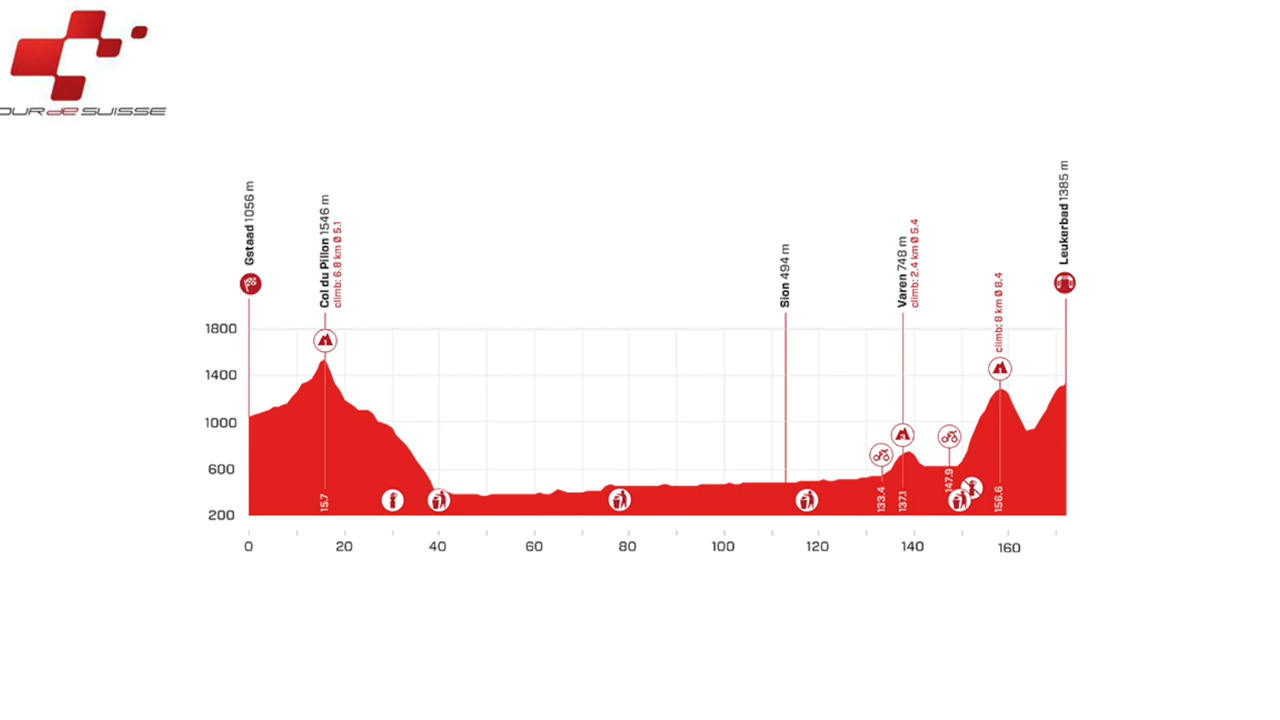 OUR de SUISSE
Gstaad 1056 m
Col du Pillon 1546 m
climb: 6.8 km Ø 5.1
Sion 494 m
Varen 748 m
climb: 2.4 km Ø 5.4
climb: 8 km Ø 8.4
Leukerbad 1385 m
1800
1400
1000
600
200
15.7
133.4
137.1
147.9
156.6
0 20 40 60 80 100 120 140 160